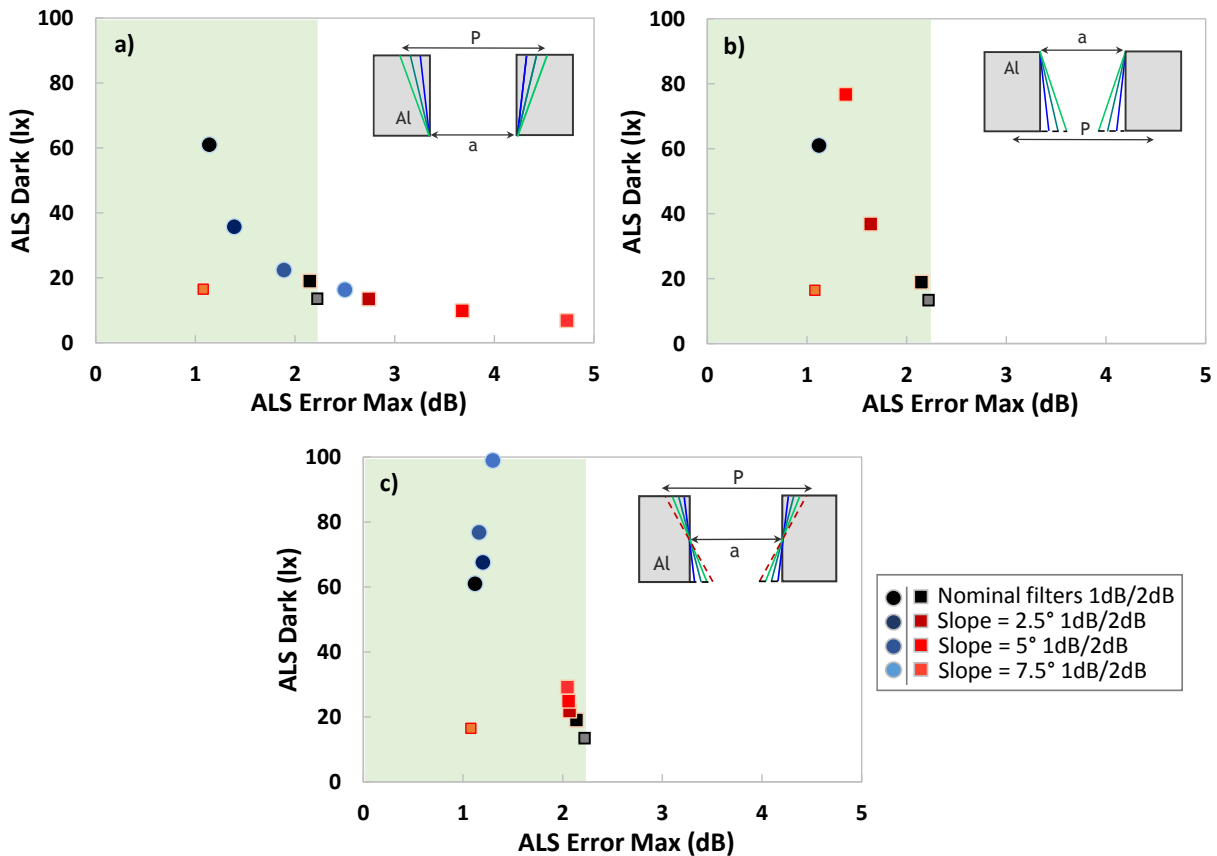 a)
P
Al
a
100
80
60
40
20
0
ALS Dark (lx)
0 1 2 3 4 5
ALS Error Max (dB)
b)
a
Al
P
100
80
60
40
20
0
ALS Dark (lx)
0 1 2 3 4 5
ALS Error Max (dB)
c)
P
a
Al
100
80
60
40
20
0
ALS Dark (lx)
0 1 2 3 4 5
ALS Error Max (dB)
Nominal filters 1dB/2dB
Slope = 2.5° 1dB/2dB
Slope = 5° 1dB/2dB
Slope = 7.5° 1dB/2dB